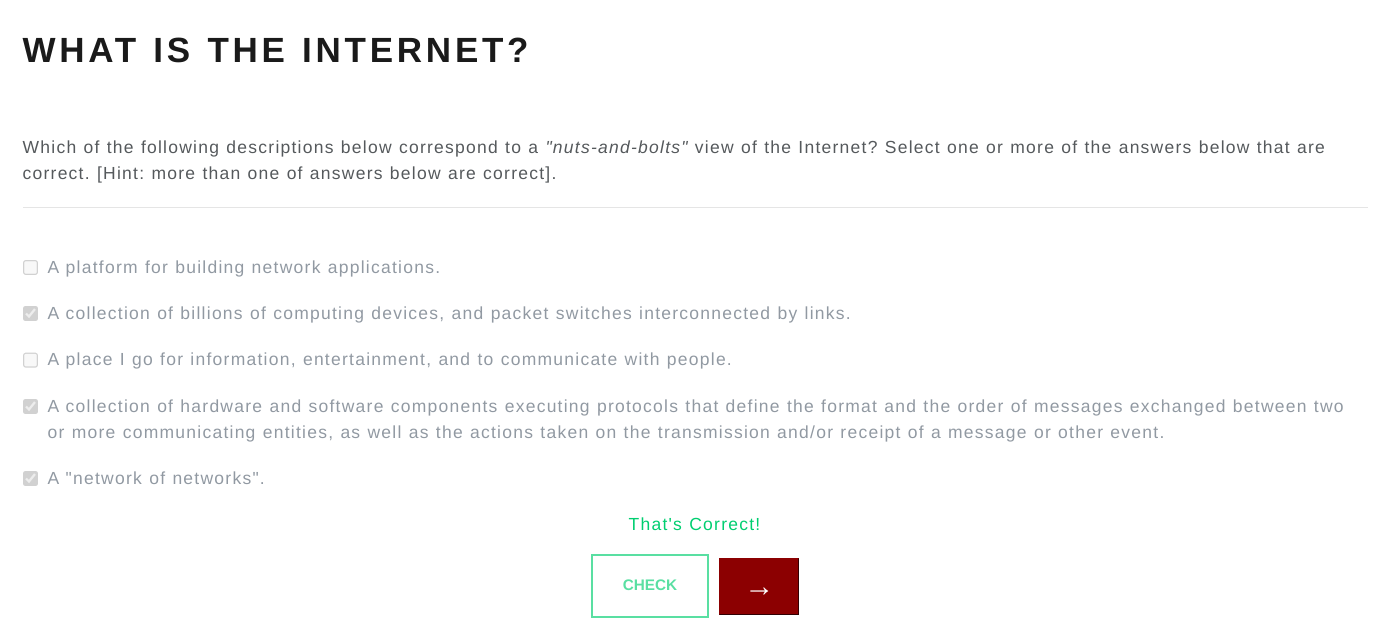 WHAT IS THE INTERNET?
Which of the following descriptions below correspond to a "nuts-and-bolts" view of the Internet? Select one or more of the answers below that are
correct. [Hint: more than one of answers below are correct].
A platform for building network applications.
A collection of billions of computing devices, and packet switches interconnected by links.
A place I go for information, entertainment, and to communicate with people.
A collection of hardware and software components executing protocols that define the format and the order of messages exchanged between two
or more communicating entities, as well as the actions taken on the transmission and/or receipt of a message or other event.
A "network of networks".
That's Correct!
CHECK →